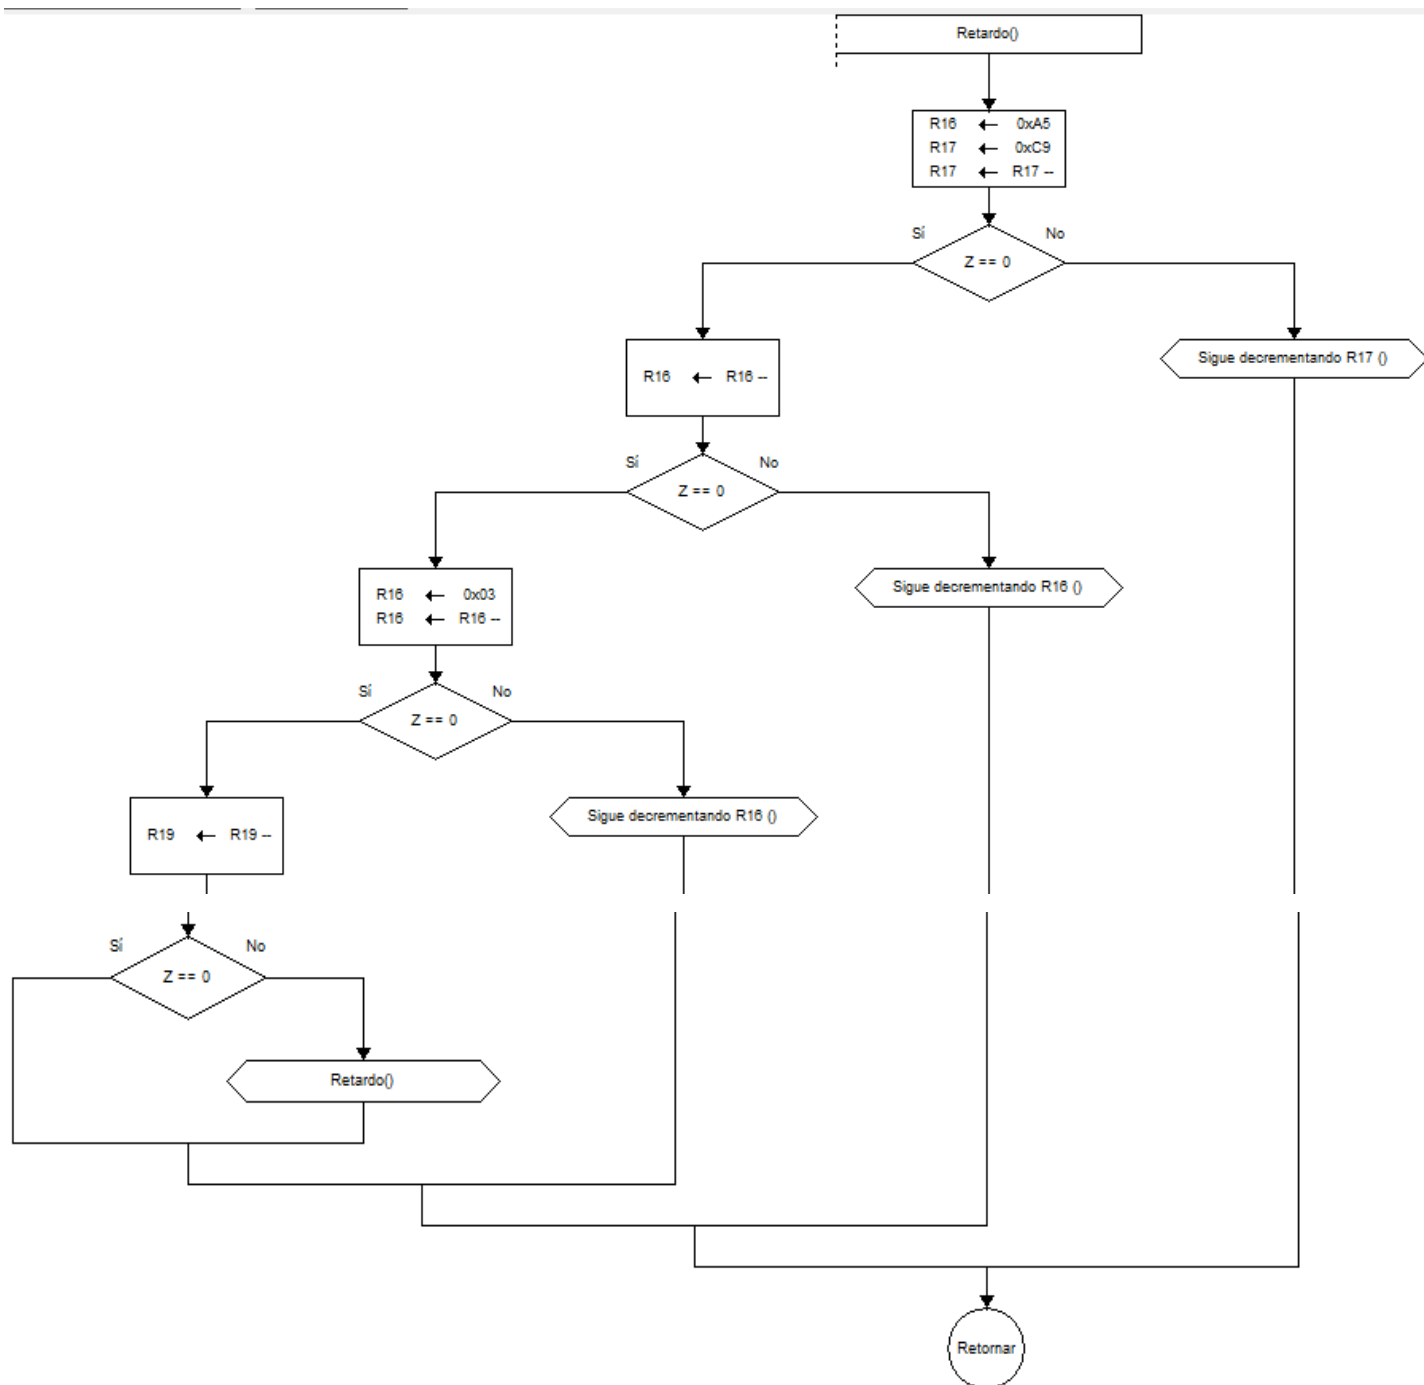 Retardo()
R16 ← 0xA5
R17 ← 0xC9
R17 ← R17 --
Sí
No
Z == 0
R16 ← R16 --
Sigue decrementando R17 ()
Sí
No
Z == 0
R16 ← 0x03
R16 ← R16 --
Sigue decrementando R16 ()
Sí
No
Z == 0
R19 ← R19 --
Sigue decrementando R16 ()
Sí
No
Z == 0
Retardo()
Retornar